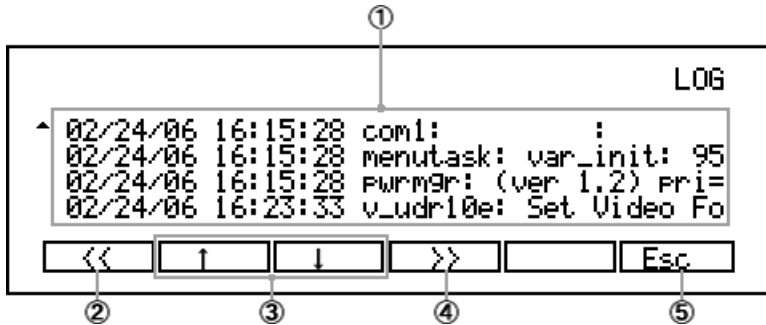 ①
LOG
02/24/06 16:15:28 com1: :
02/24/06 16:15:28 menutask: var_init: 95
02/24/06 16:15:28 pwrmgr: (ver 1.2) pri=
02/24/06 16:23:33 v_udr10e: Set Video Fo
<< ↑ ↓ >> Esc
② ③ ④ ⑤